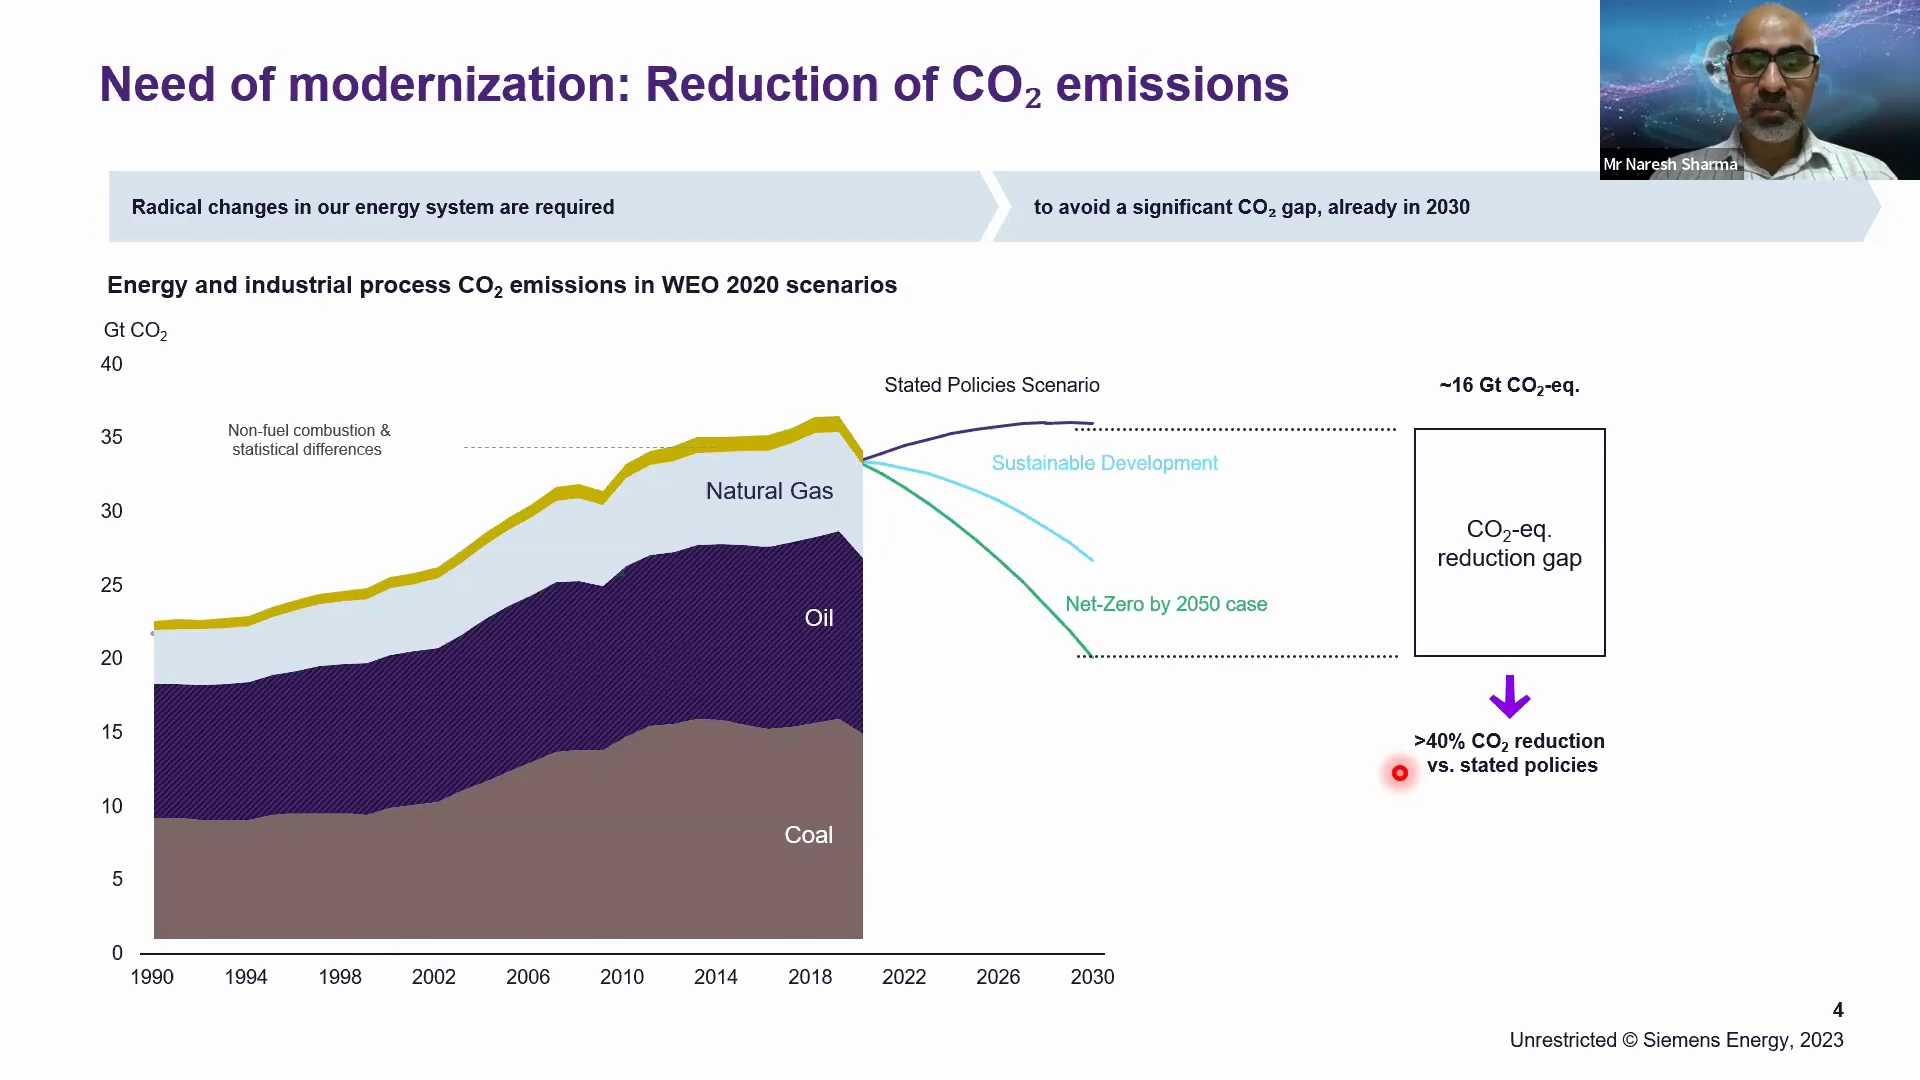 Need of modernization: Reduction of CO₂ emissions
Mr Naresh Sharma
Radical changes in our energy system are required
to avoid a significant CO₂ gap, already in 2030
Energy and industrial process CO₂ emissions in WEO 2020 scenarios
Gt CO₂
40
35
30
25
20
15
10
5
0
Non-fuel combustion &
statistical differences
Natural Gas
Oil
Coal
Stated Policies Scenario
Sustainable Development
Net-Zero by 2050 case
~16 Gt CO₂-eq.
CO₂-eq.
reduction gap
>40% CO₂ reduction
vs. stated policies
1990 1994 1998 2002 2006 2010 2014 2018 2022 2026 2030
4
Unrestricted © Siemens Energy, 2023